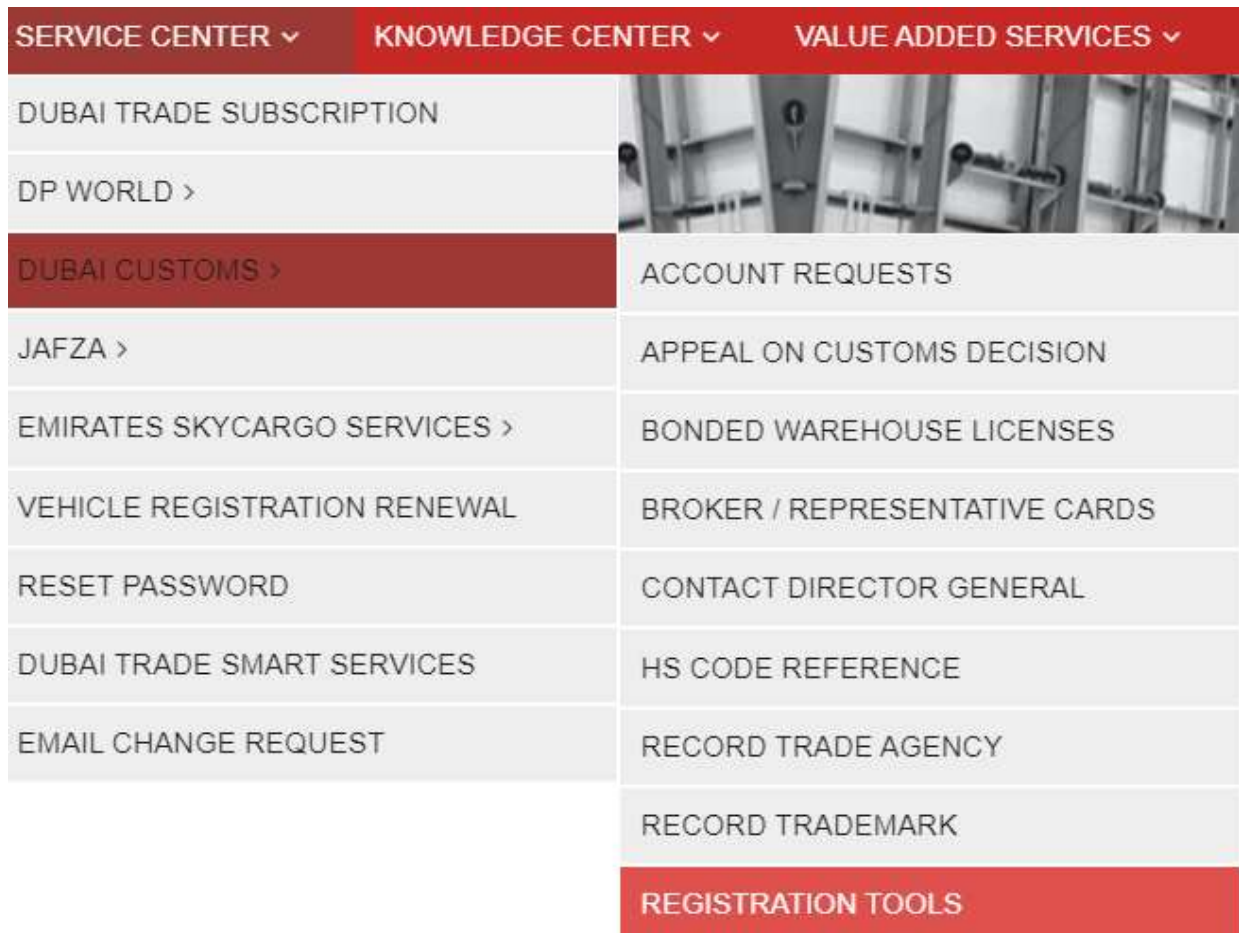 SERVICE CENTER
KNOWLEDGE CENTER
VALUE ADDED SERVICES
DUBAI TRADE SUBSCRIPTION
DP WORLD >
DUBAI CUSTOMS >
JAFZA >
EMIRATES SKYCARGO SERVICES >
VEHICLE REGISTRATION RENEWAL
RESET PASSWORD
DUBAI TRADE SMART SERVICES
EMAIL CHANGE REQUEST
ACCOUNT REQUESTS
APPEAL ON CUSTOMS DECISION
BONDED WAREHOUSE LICENSES
BROKER / REPRESENTATIVE CARDS
CONTACT DIRECTOR GENERAL
HS CODE REFERENCE
RECORD TRADE AGENCY
RECORD TRADEMARK
REGISTRATION TOOLS